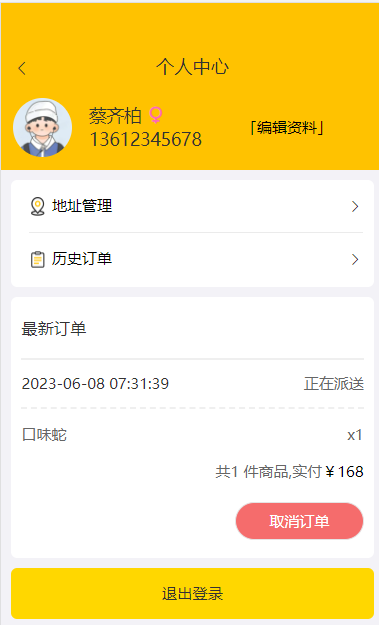 个人中心
蔡齐柏
13612345678
「编辑资料」
地址管理
历史订单
最新订单
2023-06-08 07:31:39 正在派送
口味蛇 x1
共1 件商品,实付￥168
取消订单
退出登录